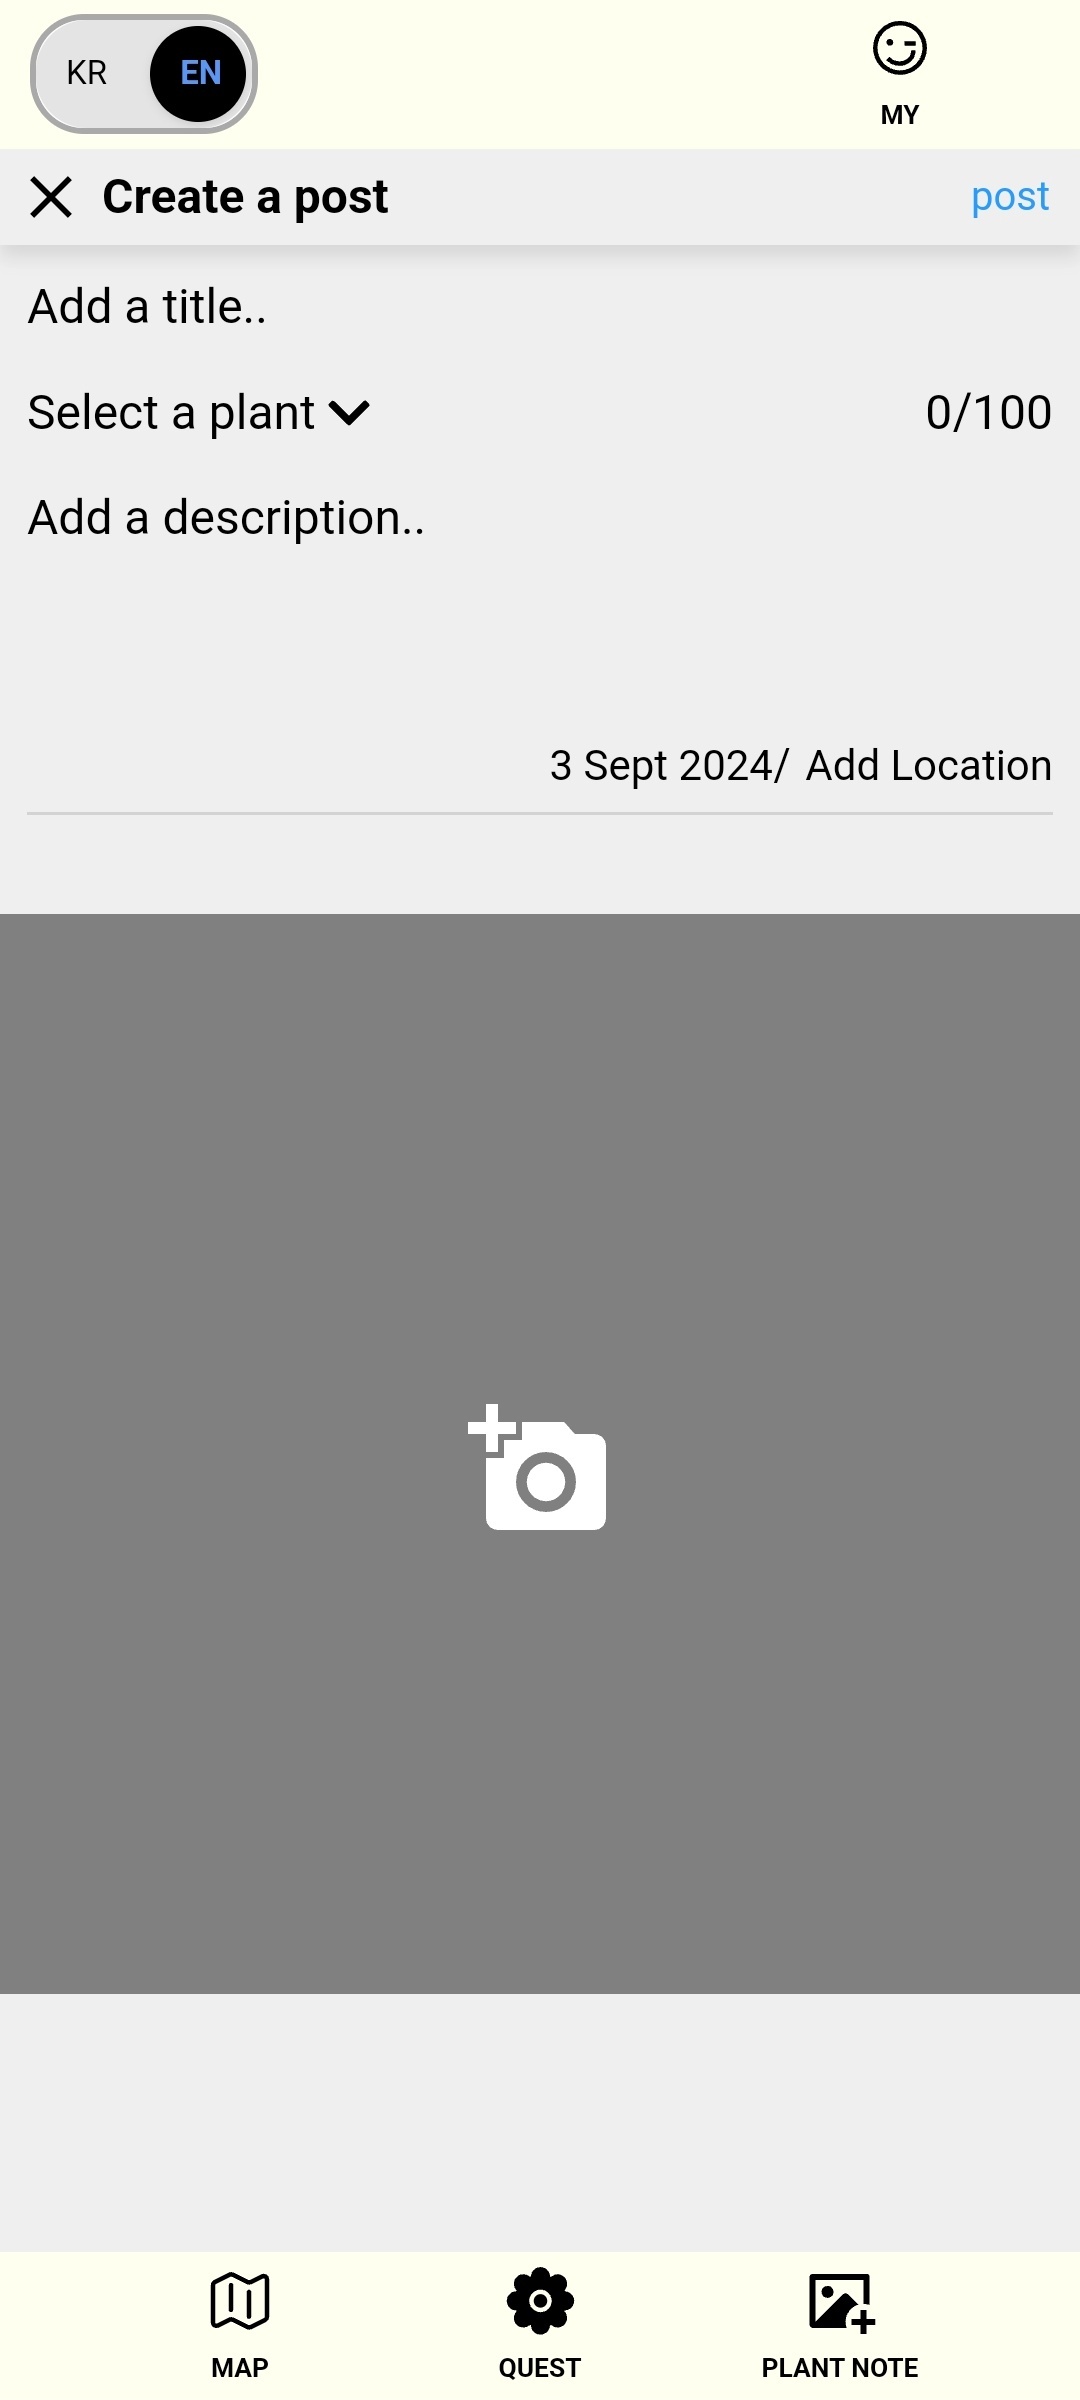 KR EN
MY
Create a post post
Add a title..
Select a plant 0/100
Add a description..
3 Sept 2024/ Add Location
MAP QUEST PLANT NOTE